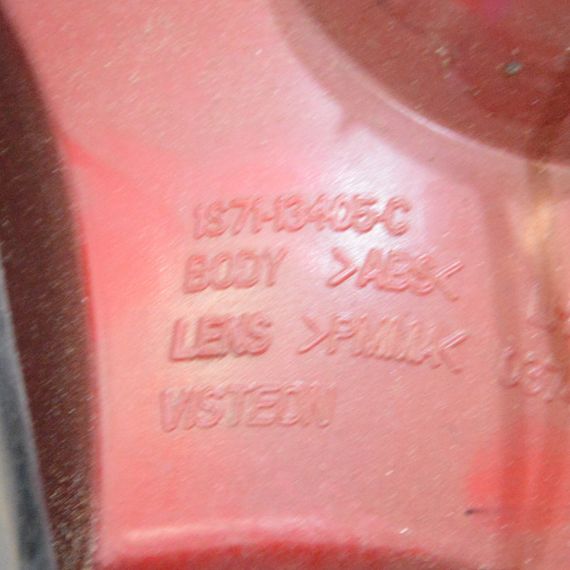 1S71-13405-C
BODY >ABS<
LENS >PMMA<
VISTEON